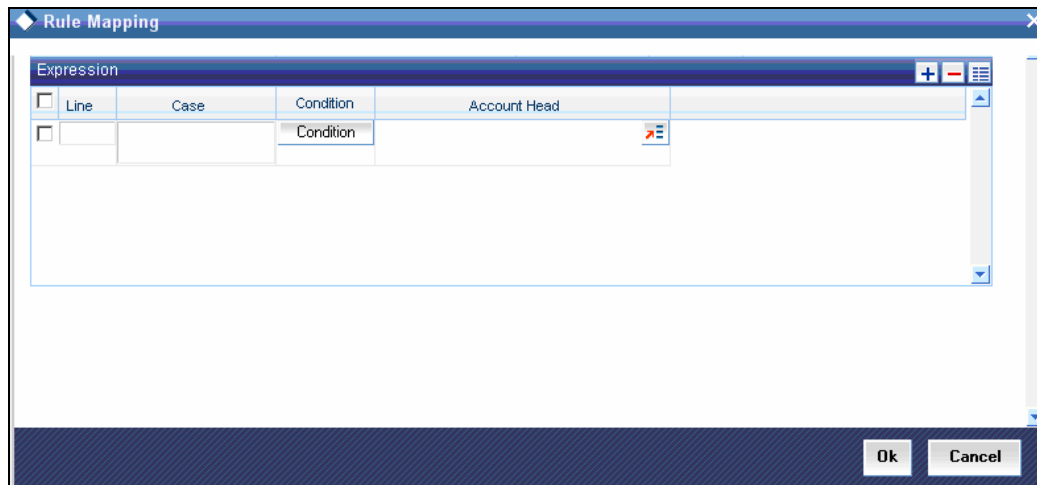 Rule Mapping
Expression
Line Case Condition Account Head
Condition
Ok Cancel